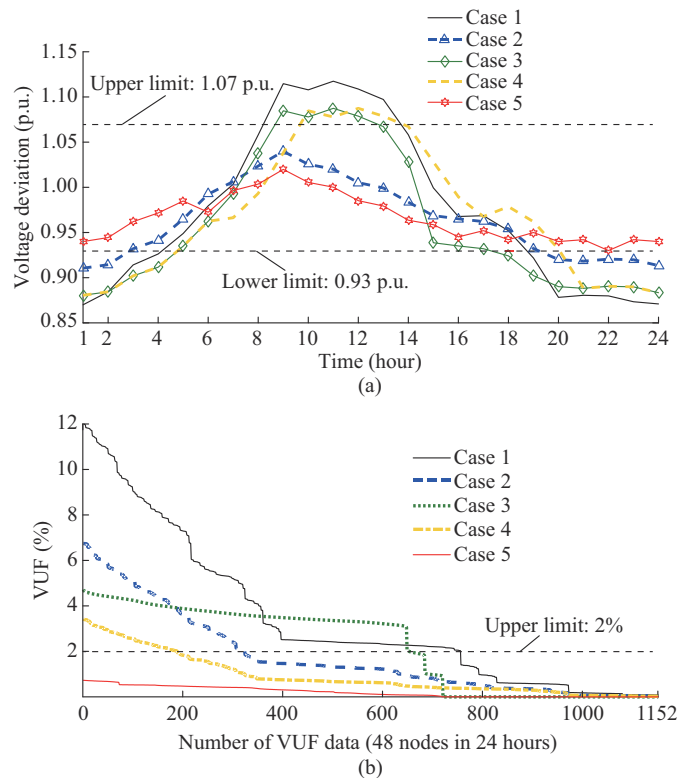 Case 1
Case 2
Case 3
Case 4
Case 5
Upper limit: 1.07 p.u.
Lower limit: 0.93 p.u.
Voltage deviation (p.u.)
1.15
1.10
1.05
1.00
0.95
0.90
0.85
1 2 4 6 8 10 12 14 16 18 20 22 24
Time (hour)
(a)
Case 1
Case 2
Case 3
Case 4
Case 5
Upper limit: 2%
VUF (%)
12
10
8
6
4
2
0 200 400 600 800 1000 1152
Number of VUF data (48 nodes in 24 hours)
(b)